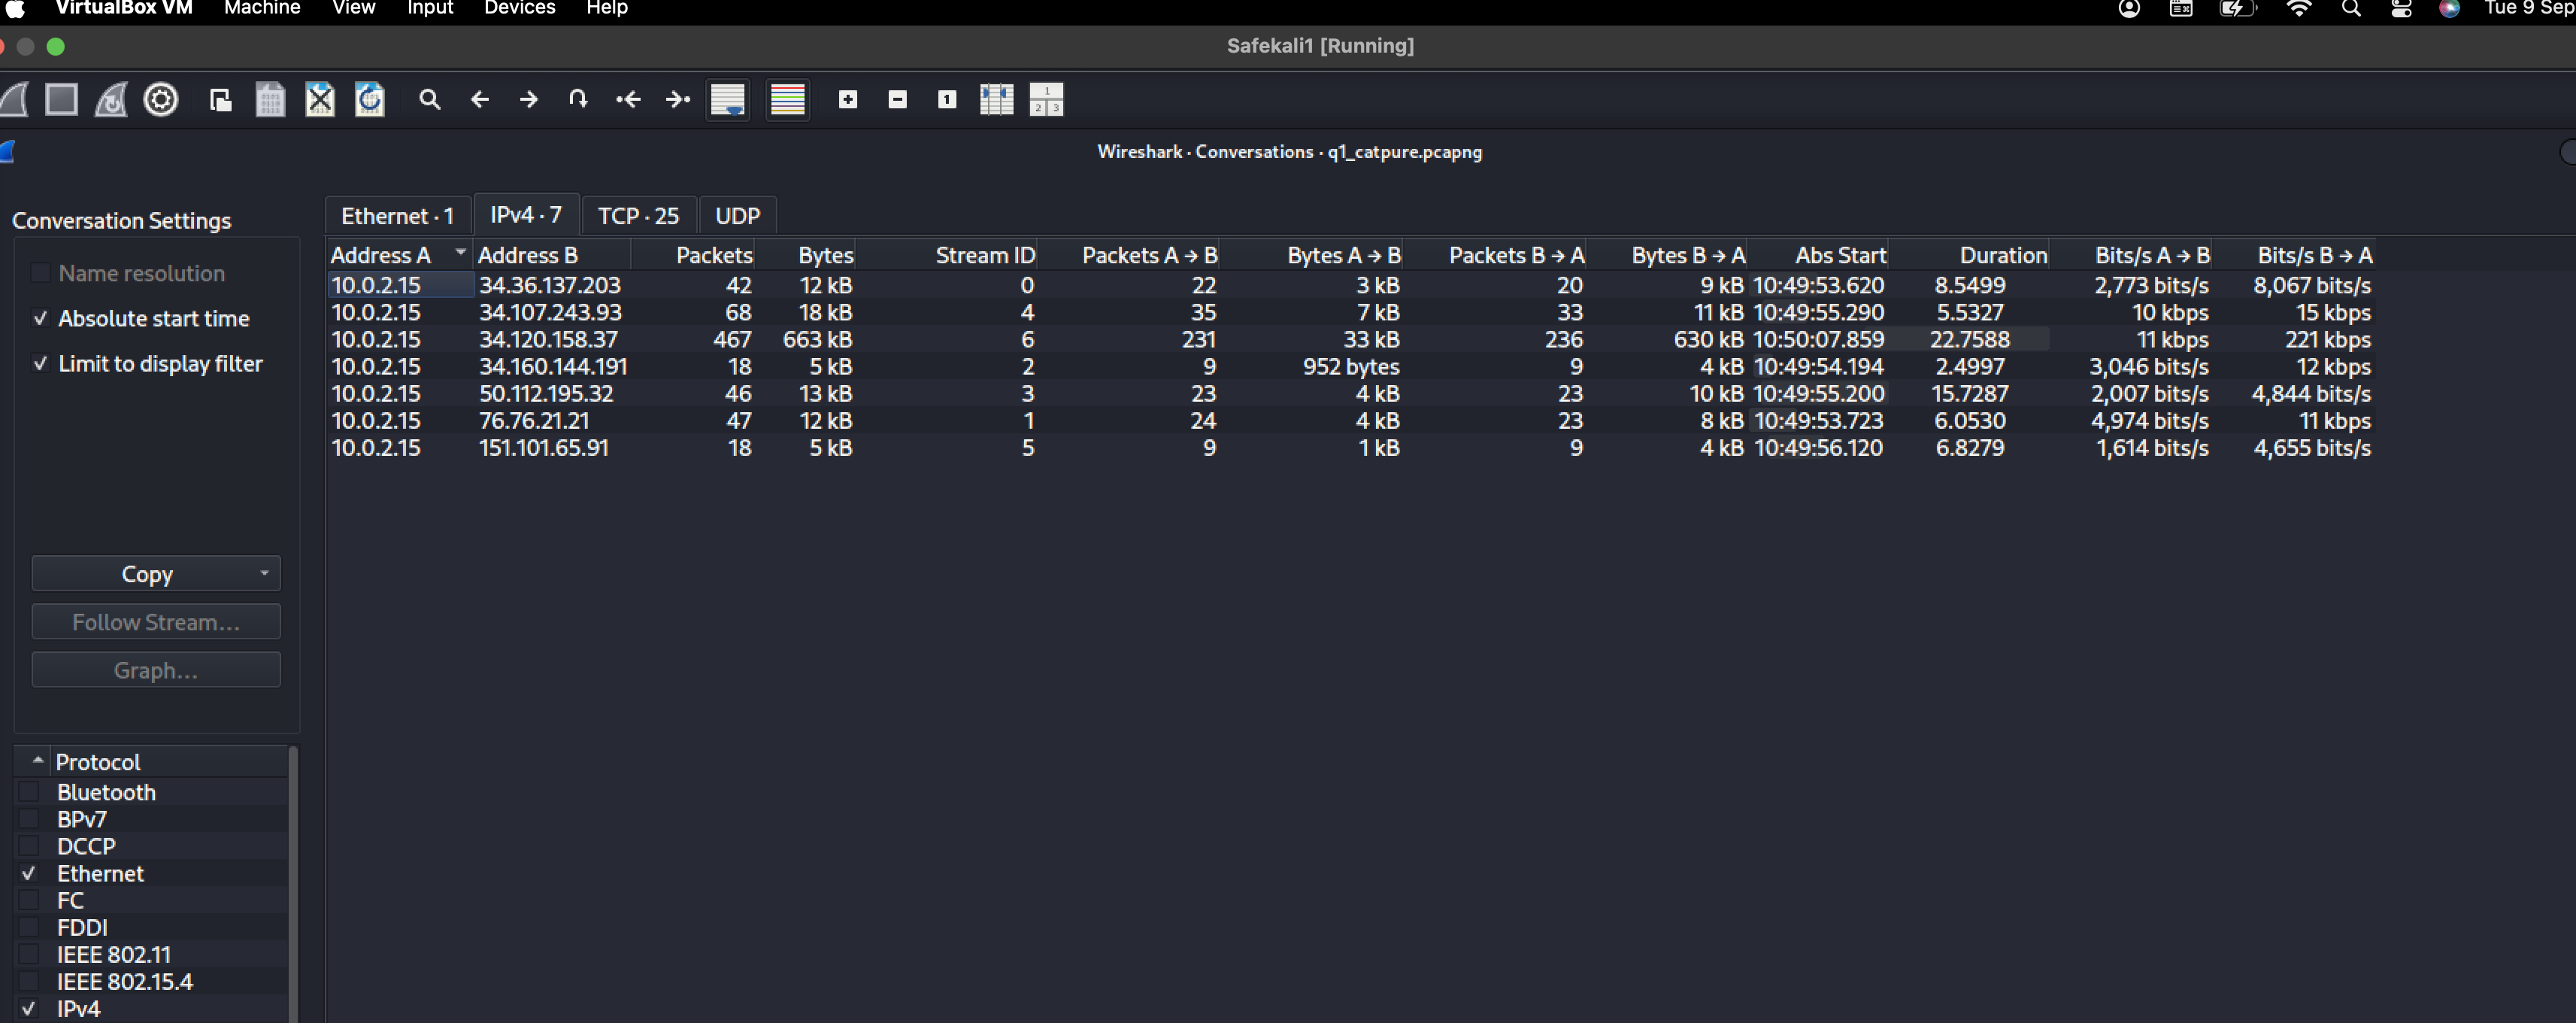 VirtualBox VM Machine View Input Devices Help Tue 9 Sep
Safekali1 [Running]
Wireshark · Conversations · q1_catpure.pcapng
Conversation Settings
Name resolution
Absolute start time
Limit to display filter
Copy
Follow Stream...
Graph...
Protocol
Bluetooth
BPv7
DCCP
Ethernet
FC
FDDI
IEEE 802.11
IEEE 802.15.4
IPv4
Ethernet · 1 IPv4 · 7 TCP · 25 UDP
Address A Address B Packets Bytes Stream ID Packets A → B Bytes A → B Packets B → A Bytes B → A Abs Start Duration Bits/s A → B Bits/s B → A
10.0.2.15 34.36.137.203 42 12 kB 0 22 3 kB 20 9 kB 10:49:53.620 8.5499 2,773 bits/s 8,067 bits/s
10.0.2.15 34.107.243.93 68 18 kB 4 35 7 kB 33 11 kB 10:49:55.290 5.5327 10 kbps 15 kbps
10.0.2.15 34.120.158.37 467 663 kB 6 231 33 kB 236 630 kB 10:50:07.859 22.7588 11 kbps 221 kbps
10.0.2.15 34.160.144.191 18 5 kB 2 9 952 bytes 9 4 kB 10:49:54.194 2.4997 3,046 bits/s 12 kbps
10.0.2.15 50.112.195.32 46 13 kB 3 23 4 kB 23 10 kB 10:49:55.200 15.7287 2,007 bits/s 4,844 bits/s
10.0.2.15 76.76.21.21 47 12 kB 1 24 4 kB 23 8 kB 10:49:53.723 6.0530 4,974 bits/s 11 kbps
10.0.2.15 151.101.65.91 18 5 kB 5 9 1 kB 9 4 kB 10:49:56.120 6.8279 1,614 bits/s 4,655 bits/s